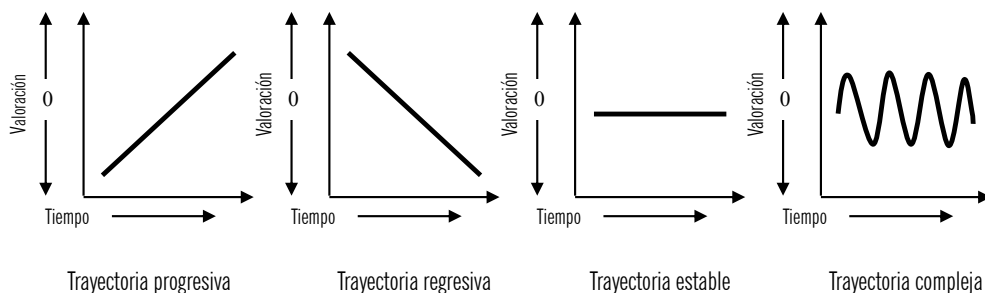 Valoración
0
Tiempo
Trayectoria progresiva
Valoración
0
Tiempo
Trayectoria regresiva
Valoración
0
Tiempo
Trayectoria estable
Valoración
0
Tiempo
Trayectoria compleja